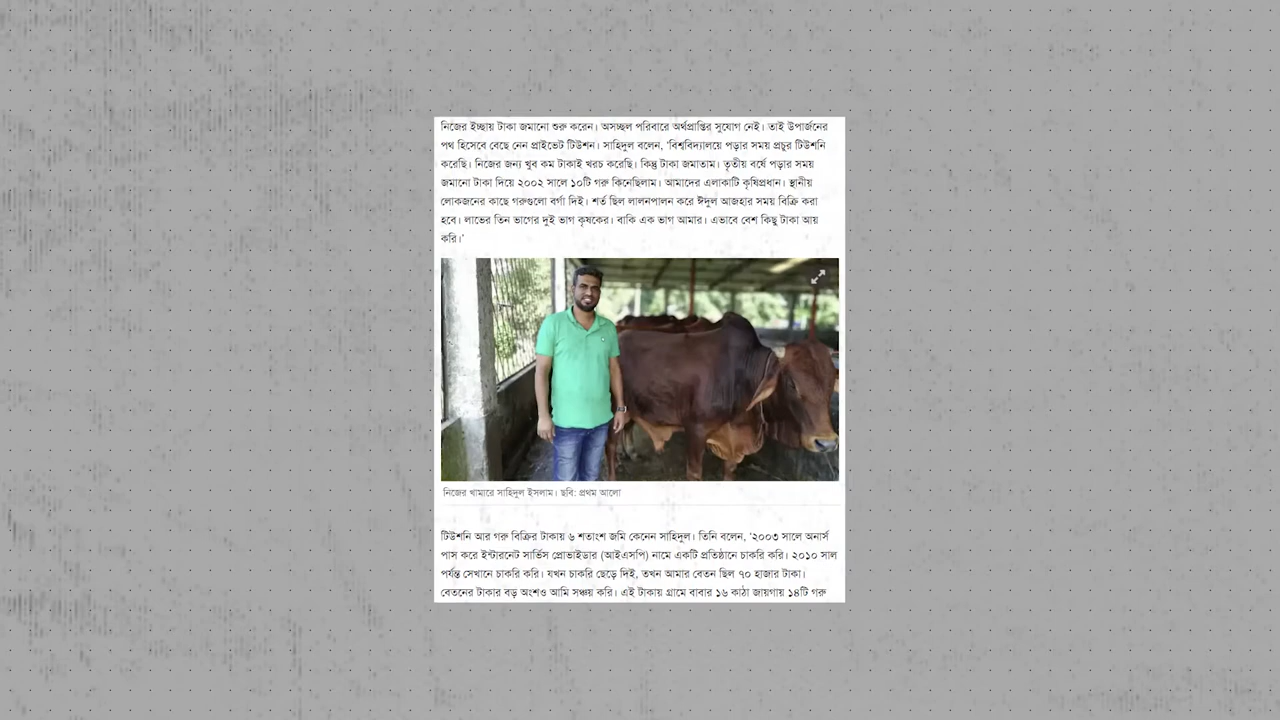 নিজের ইচ্ছায় টাকা জমানো শুরু করেন। অসচ্ছল পরিবারে অর্থপ্রাপ্তির সুযোগ নেই। তাই উপার্জনের
পথ হিসেবে বেছে নেন প্রাইভেট টিউশন। সাহিদুল বলেন, ‘বিশ্ববিদ্যালয়ে পড়ার সময় প্রচুর টিউশনি
করেছি। নিজের জন্য খুব কম টাকাই খরচ করেছি। কিন্তু টাকা জমাতাম। তৃতীয় বর্ষে পড়ার সময়
জমানো টাকা দিয়ে ২০০২ সালে ১০টি গরু কিনেছিলাম। আমাদের এলাকাটি কৃষিপ্রধান। স্থানীয়
লোকজনের কাছে গরুগুলো বর্গা দিই। শর্ত ছিল লালনপালন করে ঈদুল আজহার সময় বিক্রি করা
হবে। লাভের তিন ভাগের দুই ভাগ কৃষকের। বাকি এক ভাগ আমার। এভাবে বেশ কিছু টাকা আয়
করি।’
নিজের খামারে সাহিদুল ইসলাম। ছবি: প্রথম আলো
টিউশনি আর গরু বিক্রির টাকায় ৬ শতাংশ জমি কেনেন সাহিদুল। তিনি বলেন, ‘২০০৩ সালে অনার্স
পাস করে ইন্টারনেট সার্ভিস প্রোভাইডার (আইএসপি) নামে একটি প্রতিষ্ঠানে চাকরি করি। ২০১০ সাল
পর্যন্ত সেখানে চাকরি করি। যখন চাকরি ছেড়ে দিই, তখন আমার বেতন ছিল ৭০ হাজার টাকা।
বেতনের টাকার বড় অংশও আমি সঞ্চয় করি। এই টাকায় গ্রামে বাবার ১৬ কাঠা জায়গায় ১৪টি গরু